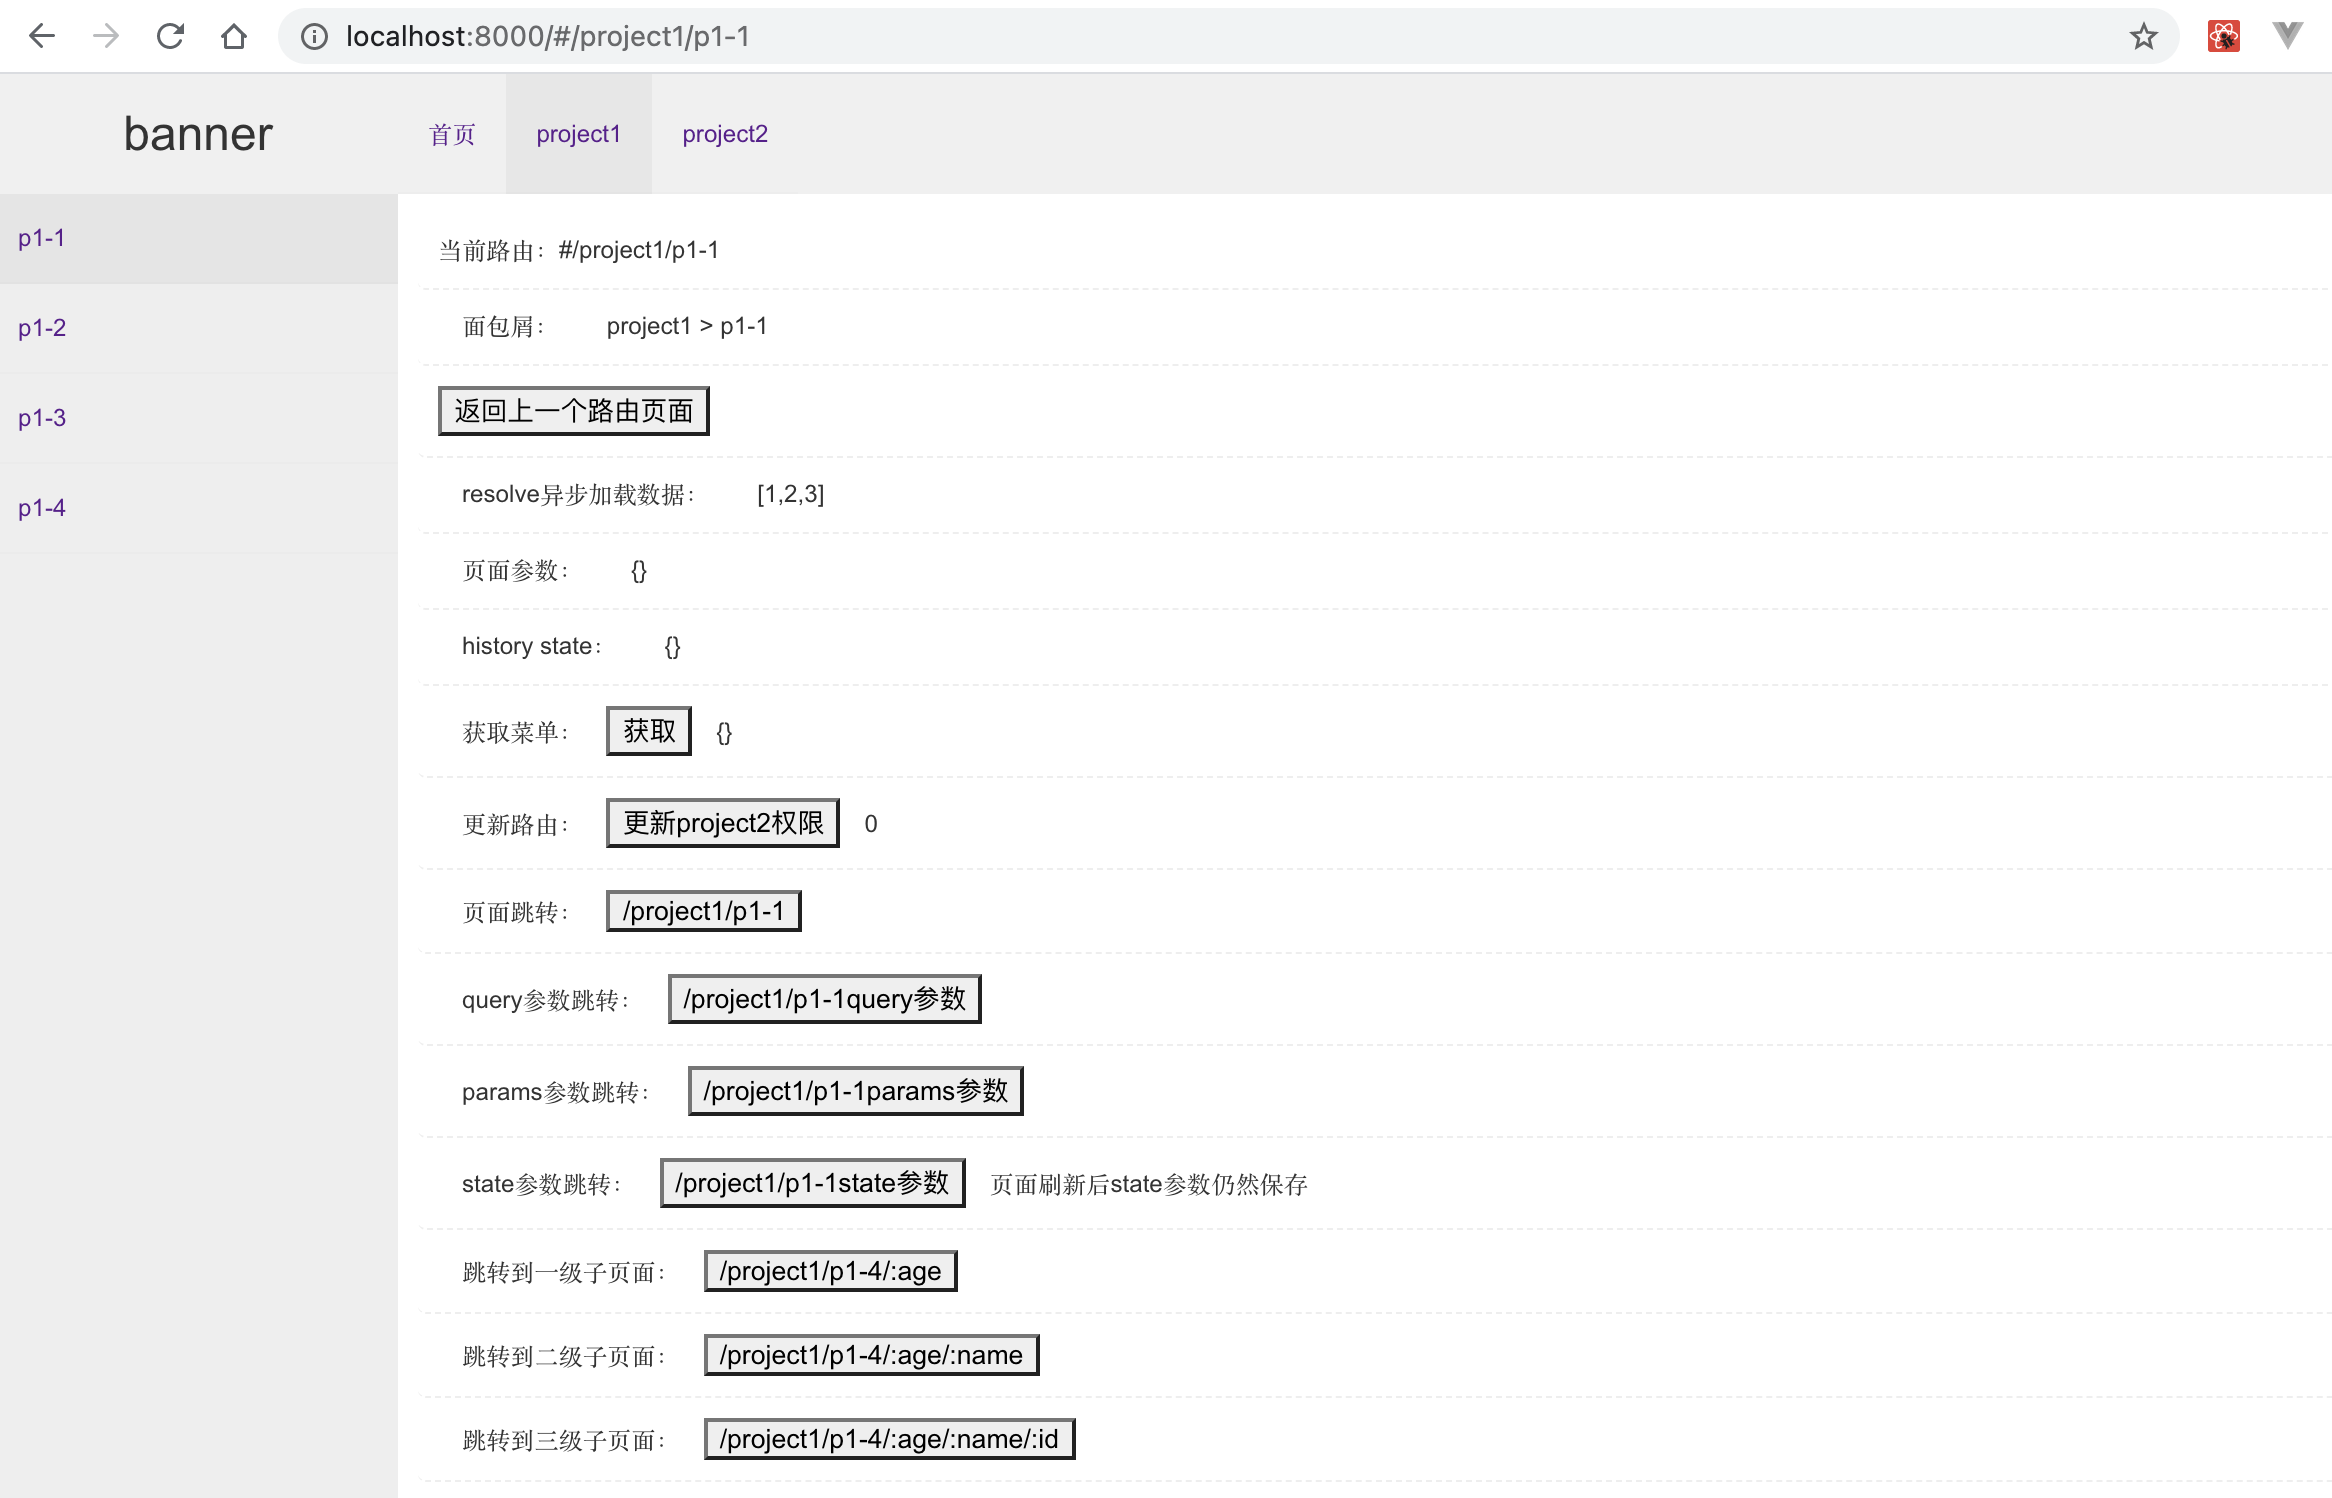 localhost:8000/#/project1/p1-1
banner 首页 project1 project2
p1-1
p1-2
p1-3
p1-4
当前路由：#/project1/p1-1
面包屑： project1 > p1-1
返回上一个路由页面
resolve异步加载数据： [1,2,3]
页面参数： {}
history state： {}
获取菜单： 获取 {}
更新路由： 更新project2权限 0
页面跳转： /project1/p1-1
query参数跳转： /project1/p1-1query参数
params参数跳转： /project1/p1-1params参数
state参数跳转： /project1/p1-1state参数 页面刷新后state参数仍然保存
跳转到一级子页面： /project1/p1-4/:age
跳转到二级子页面： /project1/p1-4/:age/:name
跳转到三级子页面： /project1/p1-4/:age/:name/:id